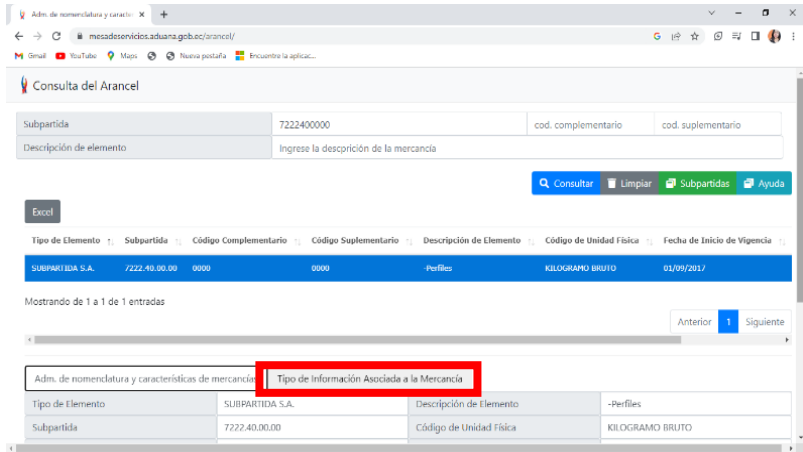 Adm. de nomenclatura y caracter
mesadeservicios.aduana.gob.ec/arancel/
Gmail YouTube Maps Nueva pestaña Encuentre la aplicac...
Consulta del Arancel
Subpartida 7222400000 cod. complementario cod. suplementario
Descripción de elemento Ingrese la descprición de la mercancía
Consultar Limpiar Subpartidas Ayuda
Excel
Tipo de Elemento Subpartida Código Complementario Código Suplementario Descripción de Elemento Código de Unidad Física Fecha de Inicio de Vigencia
SUBPARTIDA S.A. 7222.40.00.00 0000 0000 -Perfiles KILOGRAMO BRUTO 01/09/2017
Mostrando de 1 a 1 de 1 entradas
Anterior 1 Siguiente
Adm. de nomenclatura y características de mercancías Tipo de Información Asociada a la Mercancía
Tipo de Elemento SUBPARTIDA S.A. Descripción de Elemento -Perfiles
Subpartida 7222.40.00.00 Código de Unidad Física KILOGRAMO BRUTO